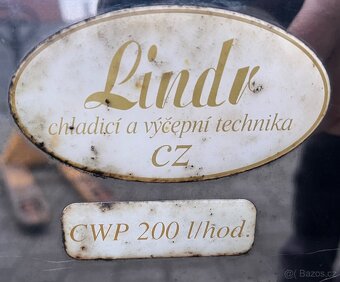 Lindr
chladicí a výčepní technika
CZ
CWP 200 l/hod.
Bazos.cz